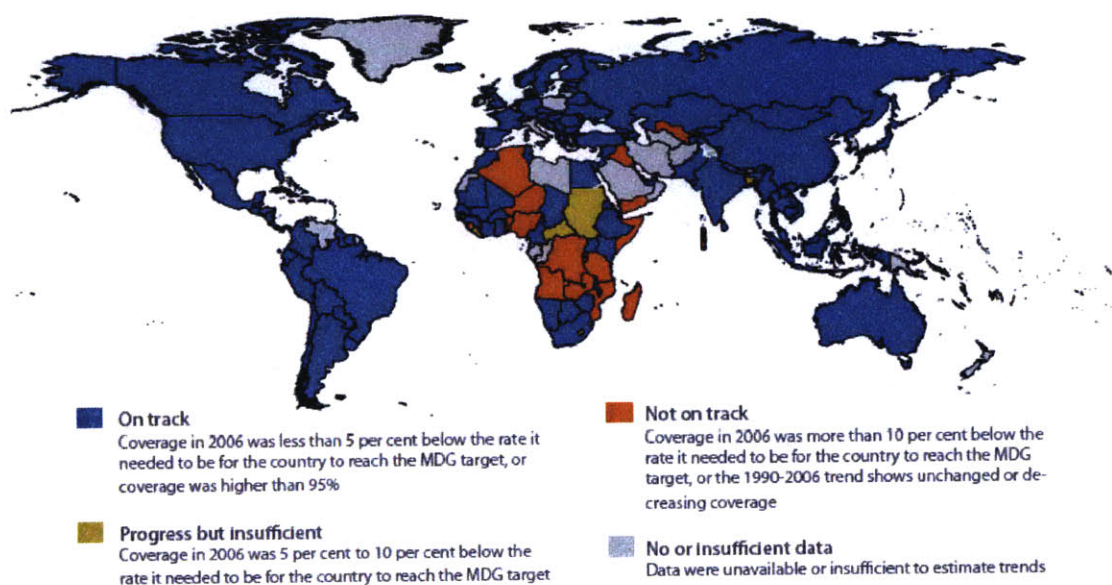 On track
Coverage in 2006 was less than 5 per cent below the rate it
needed to be for the country to reach the MDG target, or
coverage was higher than 95%
Progress but insufficient
Coverage in 2006 was 5 per cent to 10 per cent below the
rate it needed to be for the country to reach the MDG target
Not on track
Coverage in 2006 was more than 10 per cent below the
rate it needed to be for the country to reach the MDG
target, or the 1990-2006 trend shows unchanged or de-
creasing coverage
No or insufficient data
Data were unavailable or insufficient to estimate trends